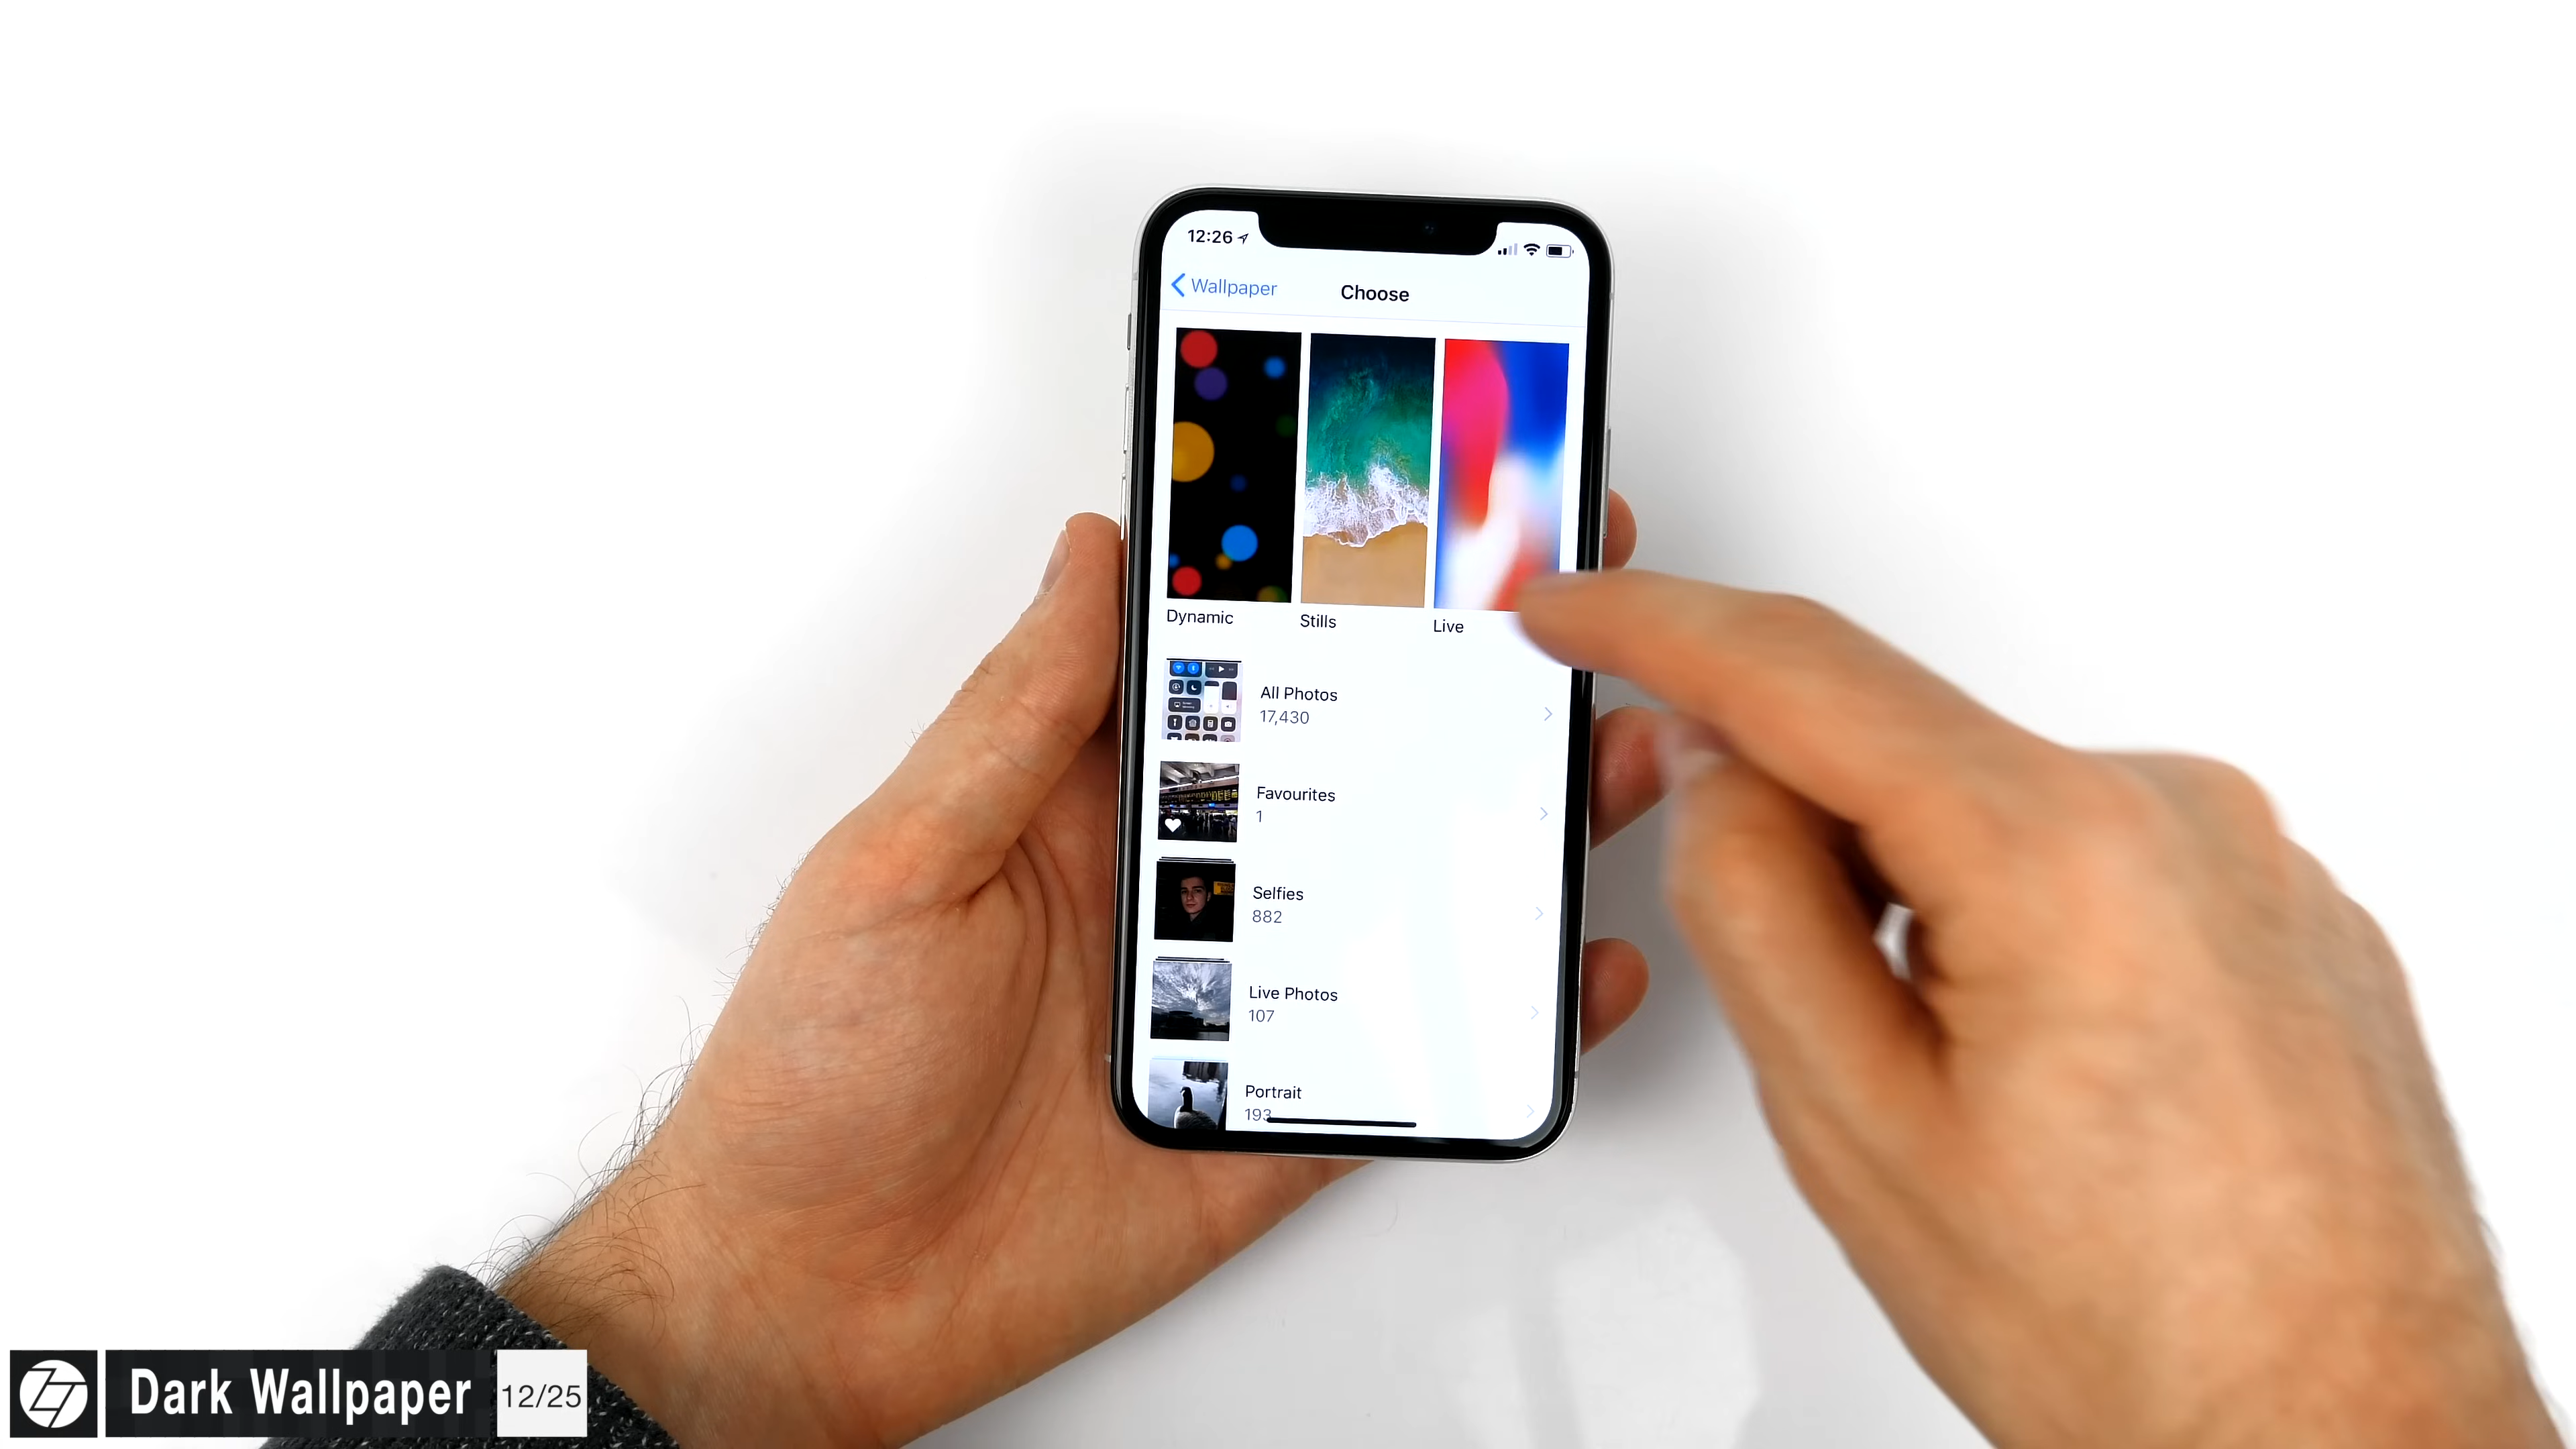 12:26
Wallpaper
Choose
Dynamic
Stills
Live
All Photos
17,430
Favourites
1
Selfies
882
Live Photos
107
Portrait
193
Dark Wallpaper
12/25